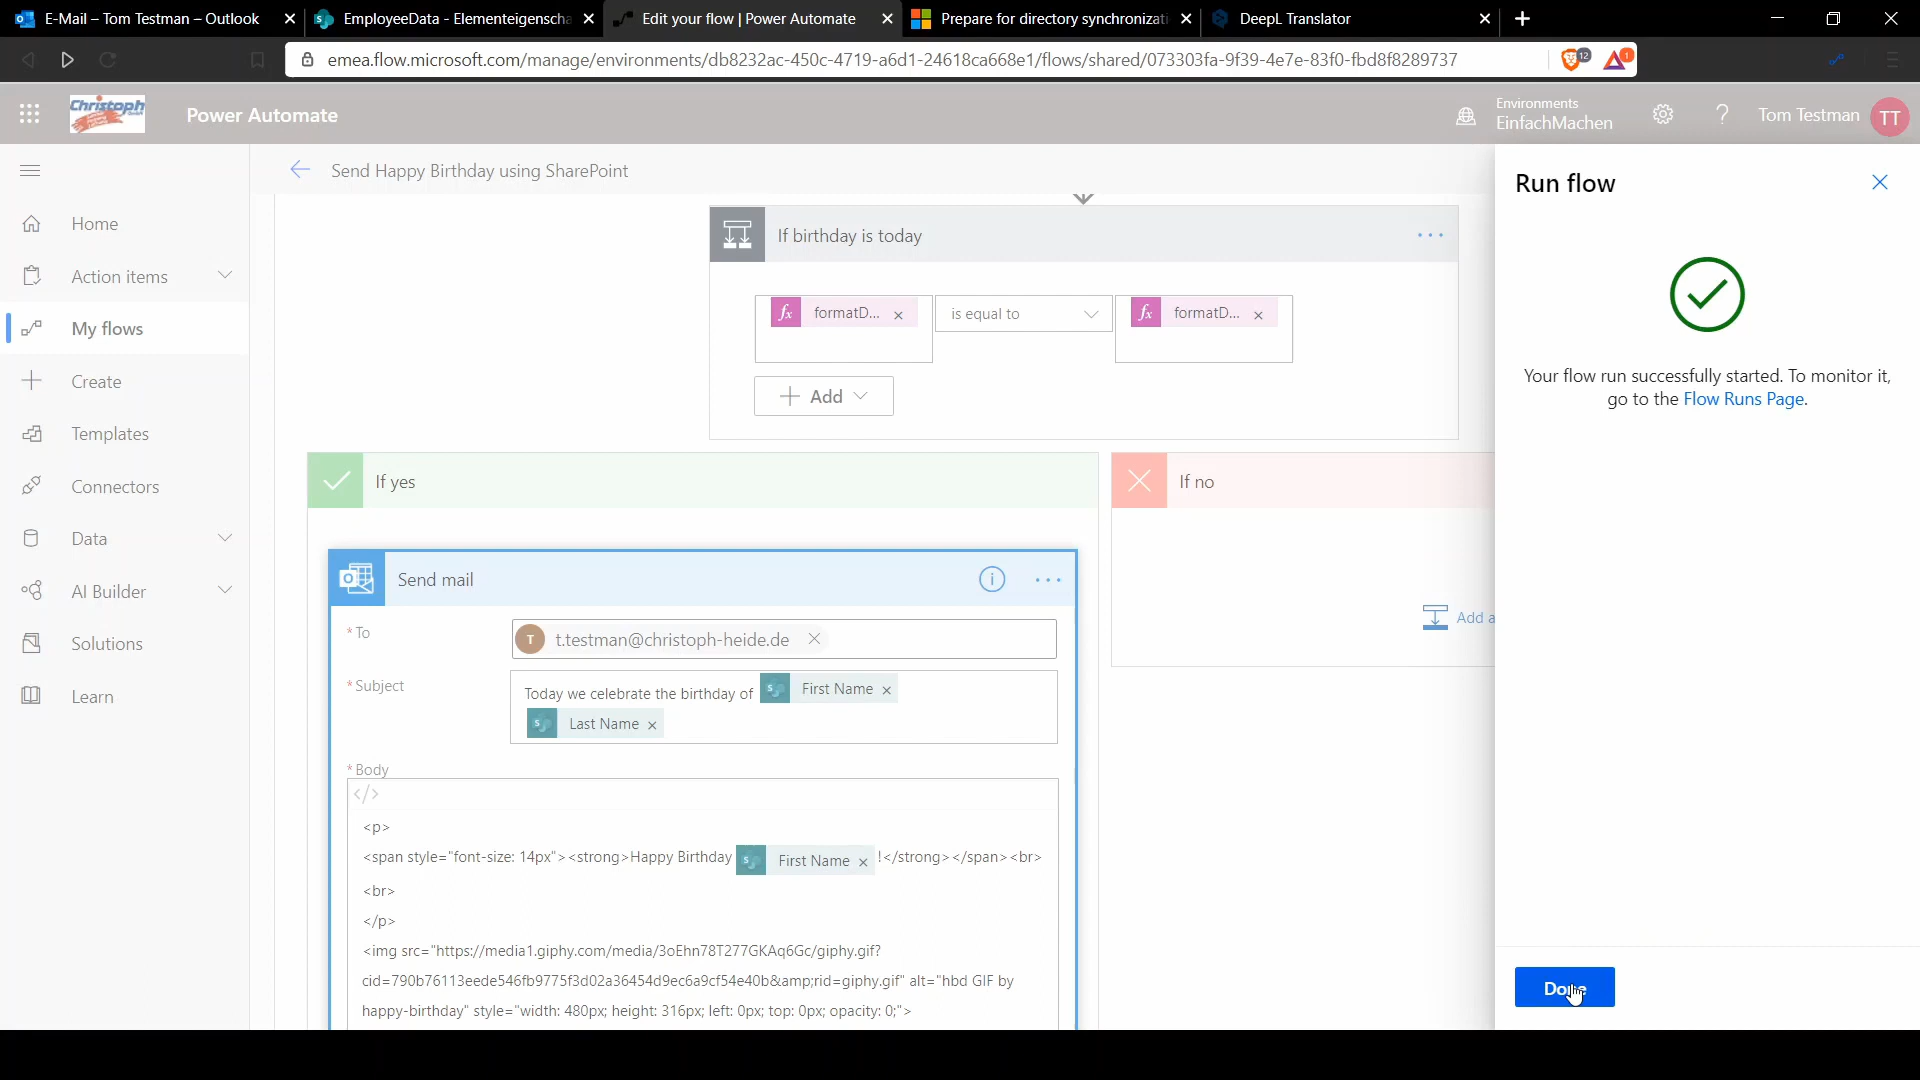 E-Mail – Tom Testman – Outlook
EmployeeData - Elementeigenscha
Edit your flow | Power Automate
Prepare for directory synchronizati
DeepL Translator
emea.flow.microsoft.com/manage/environments/db8232ac-450c-4719-a6d1-24618ca668e1/flows/shared/073303fa-9f39-4e7e-83f0-fbd8f8289737
12
1
Christoph
Power Automate
Environments
EinfachMachen
?
Tom Testman
TT
Send Happy Birthday using SharePoint
Home
Action items
My flows
Create
Templates
Connectors
Data
AI Builder
Solutions
Learn
If birthday is today
fx formatD... ×
is equal to
fx formatD... ×
+ Add
If yes
If no
Send mail
* To
T t.testman@christoph-heide.de
* Subject
Today we celebrate the birthday of First Name ×
Last Name ×
Add a
* Body
</>
<p>
<span style="font-size: 14px"><strong>Happy Birthday First Name × !</strong></span><br>
<br>
</p>
<img src="https://media1.giphy.com/media/3oEhn78T277GKAq6Gc/giphy.gif?
cid=790b76113eede546fb9775f3d02a36454d9ec6a9cf54e40b&amp;rid=giphy.gif" alt="hbd GIF by
happy-birthday" style="width: 480px; height: 316px; left: 0px; top: 0px; opacity: 0;">
Run flow
Your flow run successfully started. To monitor it,
go to the Flow Runs Page.
Done